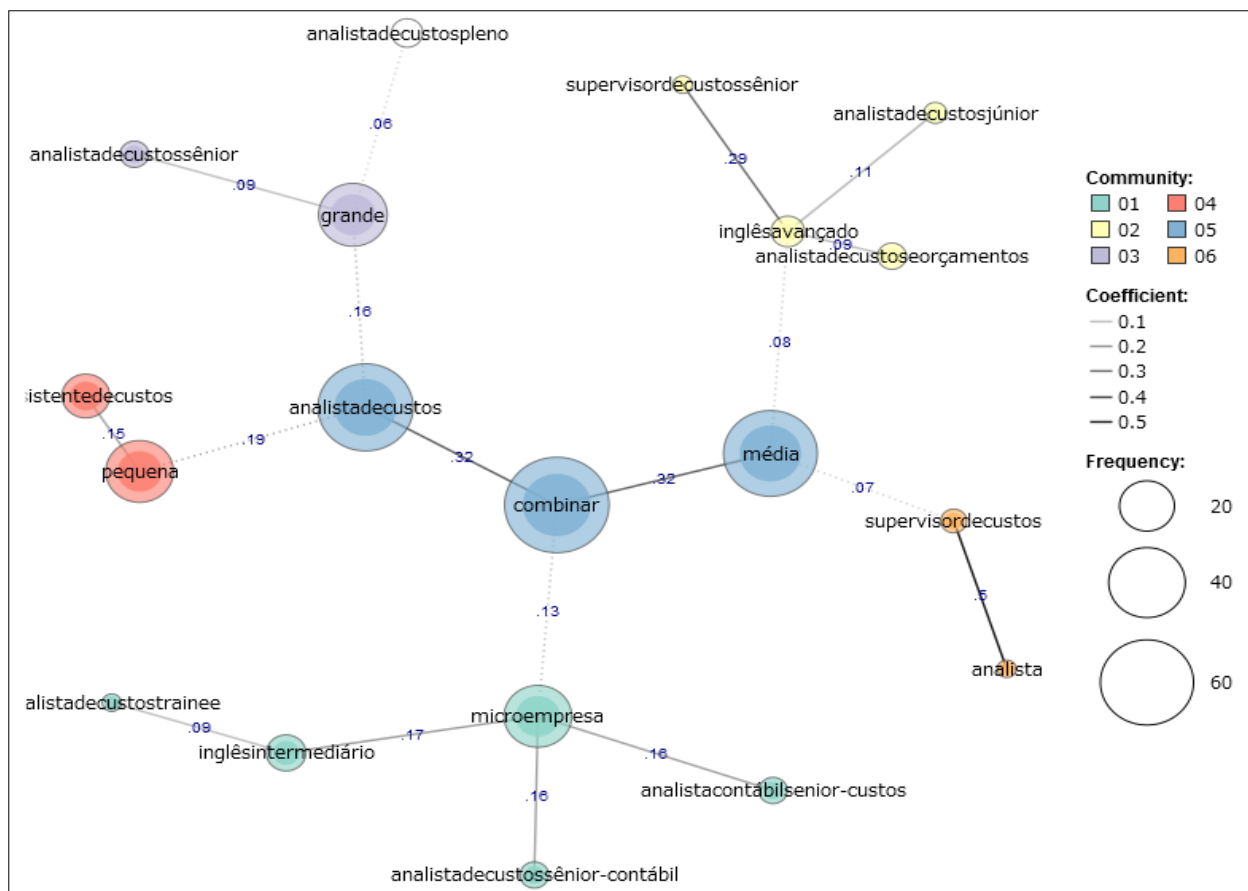 analistadecustospleno
supervisordecustossênior
analistadecustosjúnior
.06
analistadecustossênior
.29
.11
.09
grande
inglêsavançado
.09
analistadecustoseorçamentos
.16
.08
sistentedecustos
analistadecustos
.15
.19
pequena
.32
média
.32
.07
combinar
supervisordecustos
.13
.5
analista
alistadecustostrainee
microempresa
.09
.17
inglêsintermediário
.16
analistacontábilsenior-custos
.16
analistadecustossênior-contábil
Community:
01 04
02 05
03 06
Coefficient:
0.1
0.2
0.3
0.4
0.5
Frequency:
20
40
60